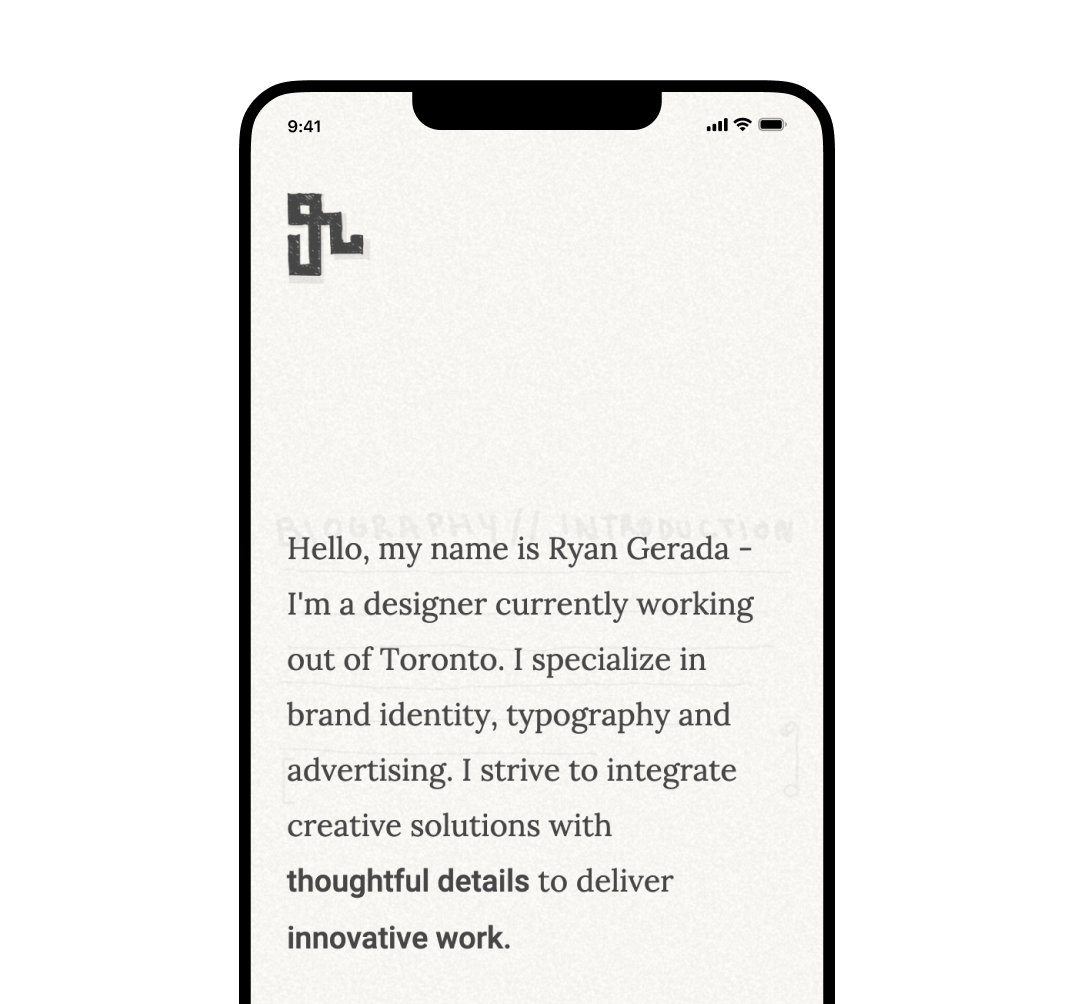 9:41
BIOGRAPHY // INTRODUCTION
Hello, my name is Ryan Gerada -
I'm a designer currently working
out of Toronto. I specialize in
brand identity, typography and
advertising. I strive to integrate
creative solutions with
thoughtful details to deliver
innovative work.